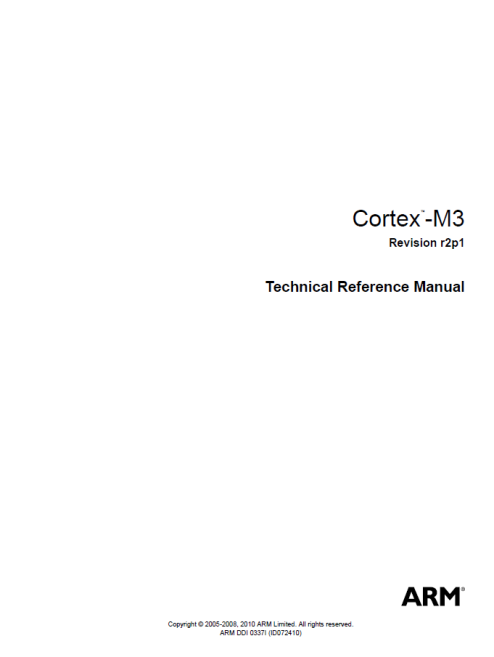 Cortex™-M3
Revision r2p1
Technical Reference Manual
ARM®
Copyright © 2005-2008, 2010 ARM Limited. All rights reserved.
ARM DDI 0337I (ID072410)